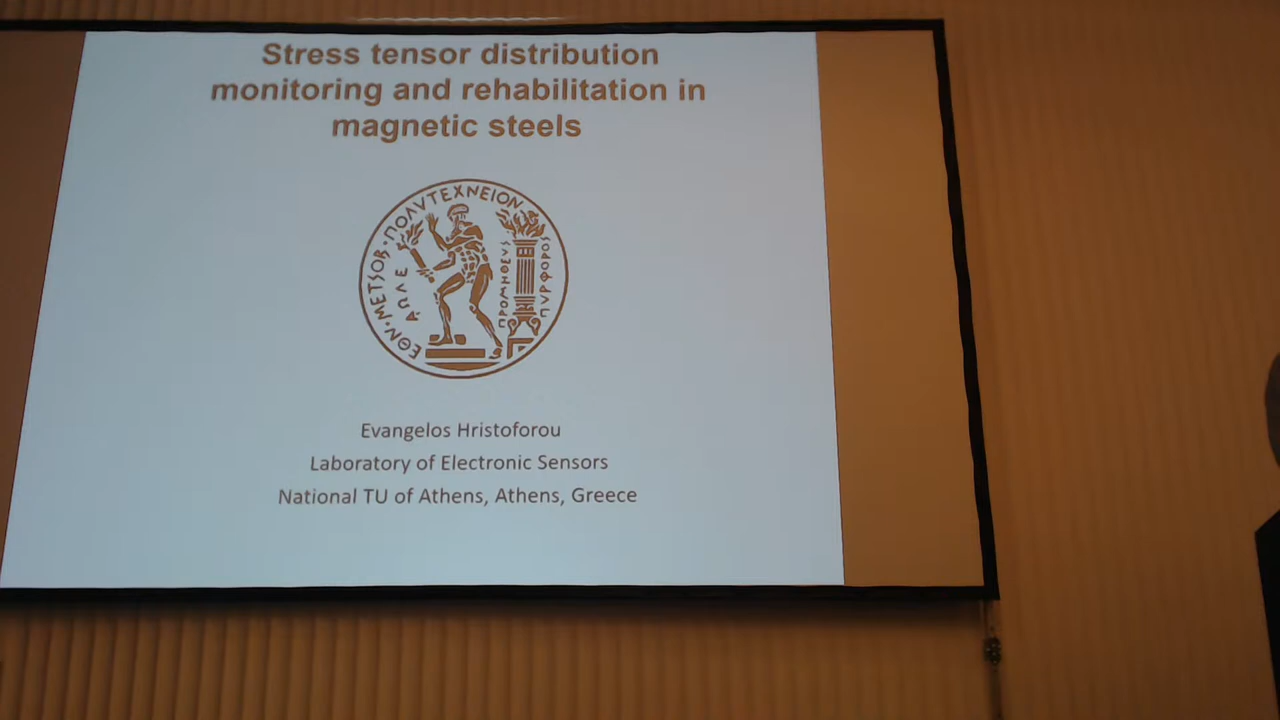 Stress tensor distribution
monitoring and rehabilitation in
magnetic steels
ΕΘΝ·ΜΕΤΣΟΒ·ΠΟΛΥΤΕΧΝΕΙΟΝ
ΠΡΟΜΗΘΕΥΣ
ΠΥΡΦΟΡΟΣ
Evangelos Hristoforou
Laboratory of Electronic Sensors
National TU of Athens, Athens, Greece